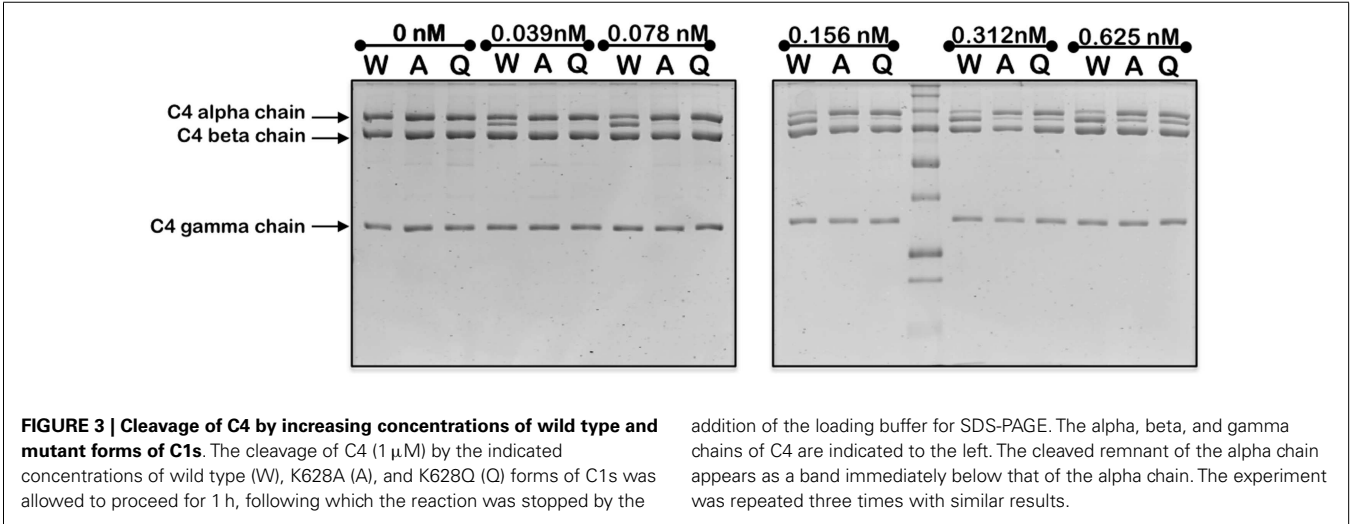 0 nM 0.039nM 0.078 nM 0.156 nM 0.312nM 0.625 nM
W A Q W A Q W A Q W A Q W A Q W A Q
C4 alpha chain
C4 beta chain
C4 gamma chain
FIGURE 3 | Cleavage of C4 by increasing concentrations of wild type and
mutant forms of C1s. The cleavage of C4 (1 μM) by the indicated
concentrations of wild type (W), K628A (A), and K628Q (Q) forms of C1s was
allowed to proceed for 1 h, following which the reaction was stopped by the
addition of the loading buffer for SDS-PAGE. The alpha, beta, and gamma
chains of C4 are indicated to the left. The cleaved remnant of the alpha chain
appears as a band immediately below that of the alpha chain. The experiment
was repeated three times with similar results.